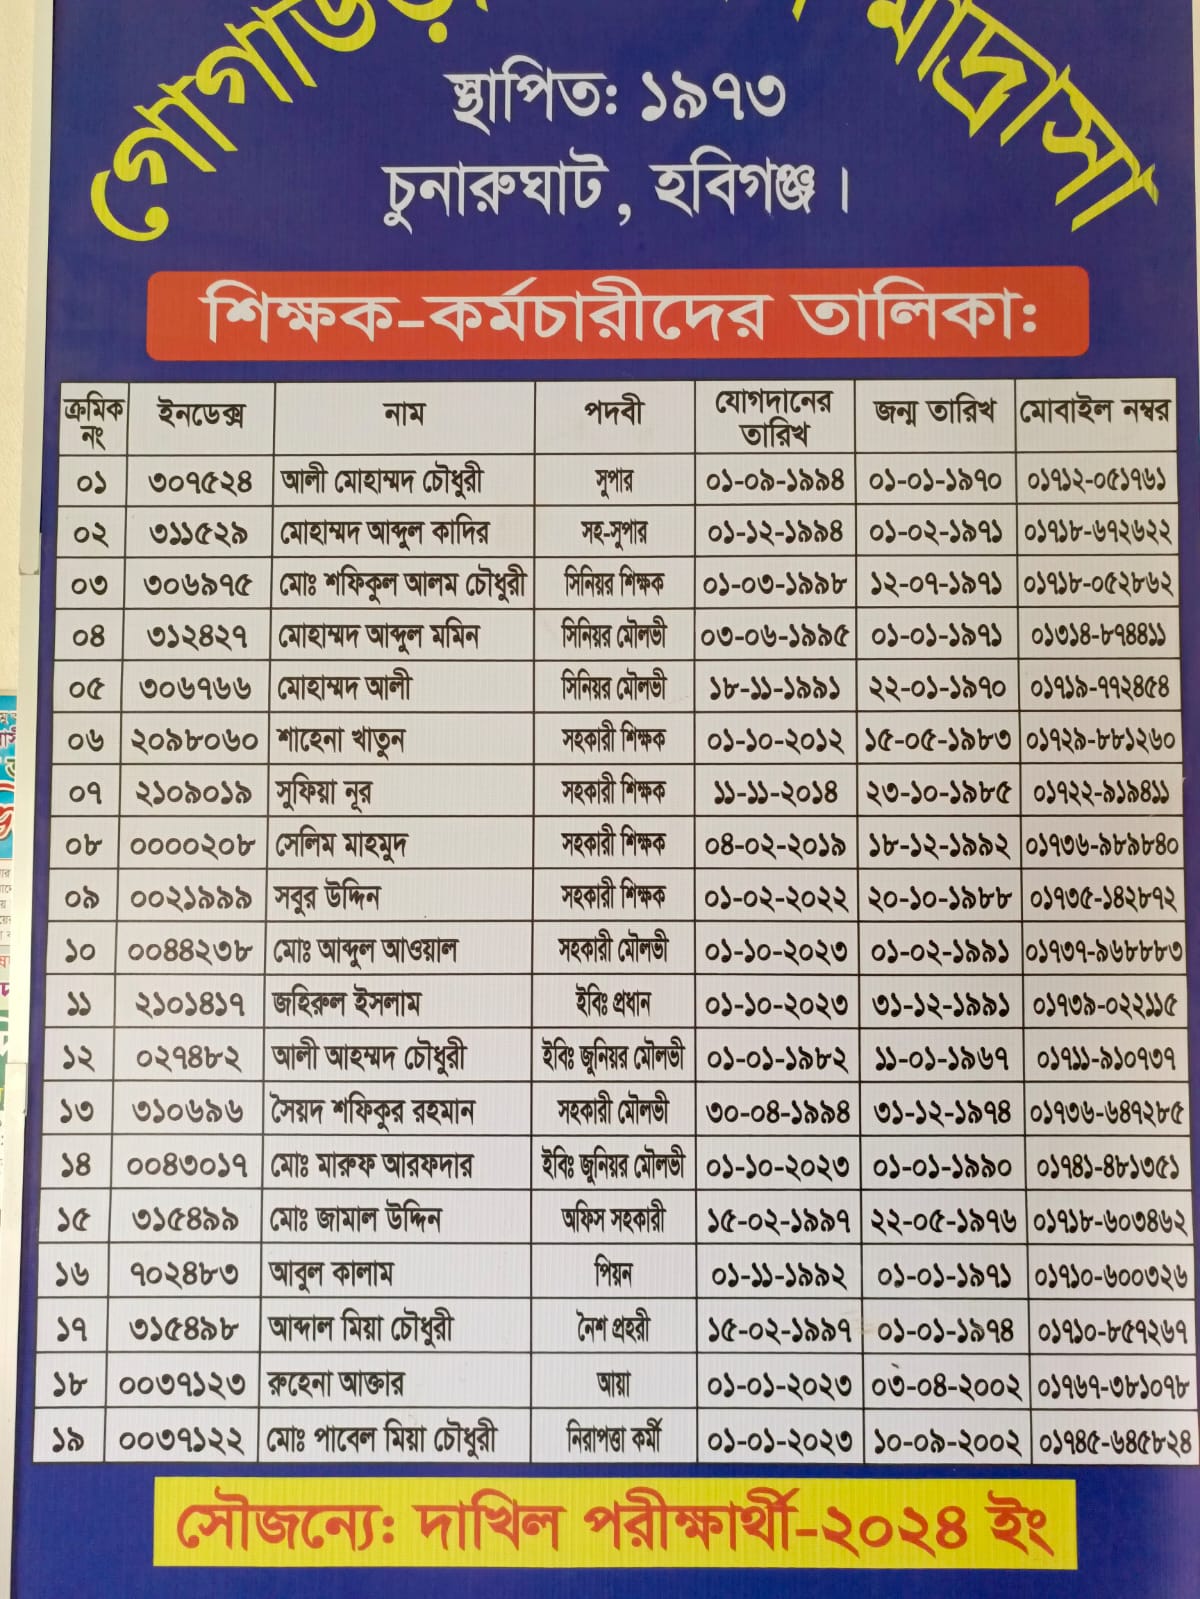 স্থাপিত: ১৯৭৩
চুনারুঘাট, হবিগঞ্জ।
শিক্ষক-কর্মচারীদের তালিকা:
ক্রমিক নং ইনডেক্স নাম পদবী যোগদানের তারিখ জন্ম তারিখ মোবাইল নম্বর
০১ ৩০৭৫২৪ আলী মোহাম্মদ চৌধুরী সুপার ০১-০৯-১৯৯৪ ০১-০১-১৯৭০ ০১৭১২-০৫১৭৬১
০২ ৩১১৫২৯ মোহাম্মদ আব্দুল কাদির সহ-সুপার ০১-১২-১৯৯৪ ০১-০২-১৯৭১ ০১৭১৮-৬৭২৬২২
০৩ ৩০৬৯৭৫ মোঃ শফিকুল আলম চৌধুরী সিনিয়র শিক্ষক ০১-০৩-১৯৯৮ ১২-০৭-১৯৭১ ০১৭১৮-০৫২৮৬২
০৪ ৩১২৪২৭ মোহাম্মদ আব্দুল মমিন সিনিয়র মৌলভী ০৩-০৬-১৯৯৫ ০১-০১-১৯৭১ ০১৩১৪-৮৭৪৪১১
০৫ ৩০৬৭৬৬ মোহাম্মদ আলী সিনিয়র মৌলভী ১৮-১১-১৯৯১ ২২-০১-১৯৭০ ০১৭১৯-৭৭২৪৫৪
০৬ ২০৯৮০৬০ শাহেনা খাতুন সহকারী শিক্ষক ০১-১০-২০১২ ১৫-০৫-১৯৮৩ ০১৭২৯-৮৮১২৬০
০৭ ২১০৯০১৯ সুফিয়া নূর সহকারী শিক্ষক ১১-১১-২০১৪ ২৩-১০-১৯৮৫ ০১৭২২-৯১৯৪১১
০৮ ০০০০২০৮ সেলিম মাহমুদ সহকারী শিক্ষক ০৪-০২-২০১৯ ১৮-১২-১৯৯২ ০১৭৩৬-৯৮৯৮৪০
০৯ ০০২১৯৯৯ সবুর উদ্দিন সহকারী শিক্ষক ০১-০২-২০২২ ২০-১০-১৯৮৮ ০১৭৩৫-১৪২৮৭২
১০ ০০৪৪২৩৮ মোঃ আব্দুল আওয়াল সহকারী মৌলভী ০১-১০-২০২৩ ০১-০২-১৯৯১ ০১৭৩৭-৯৬৮৮৮৩
১১ ২১০১৪১৭ জহিরুল ইসলাম ইবিঃ প্রধান ০১-১০-২০২৩ ৩১-১২-১৯৯১ ০১৭৩৯-০২২১১৫
১২ ০২৭৪৮২ আলী আহম্মদ চৌধুরী ইবিঃ জুনিয়র মৌলভী ০১-০১-১৯৮২ ১১-০১-১৯৬৭ ০১৭১১-৯১০৭৩৭
১৩ ৩১০৬৯৬ সৈয়দ শফিকুর রহমান সহকারী মৌলভী ৩০-০৪-১৯৯৪ ৩১-১২-১৯৭৪ ০১৭৩৬-৬৪৭২৮৫
১৪ ০০৪৩০১৭ মোঃ মারুফ আরফদার ইবিঃ জুনিয়র মৌলভী ০১-১০-২০২৩ ০১-০১-১৯৯০ ০১৭৪১-৪৮১৩৫১
১৫ ৩১৫৪৯৯ মোঃ জামাল উদ্দিন অফিস সহকারী ১৫-০২-১৯৯৭ ২২-০৫-১৯৭৬ ০১৭১৮-৬০৩৪৬২
১৬ ৭০২৪৮৩ আবুল কালাম পিয়ন ০১-১১-১৯৯২ ০১-০১-১৯৭১ ০১৭১০-৬০০৩২৬
১৭ ৩১৫৪৯৮ আব্দাল মিয়া চৌধুরী নৈশ প্রহরী ১৫-০২-১৯৯৭ ০১-০১-১৯৭৪ ০১৭১০-৮৫৭২৬৭
১৮ ০০৩৭১২৩ রুহেনা আক্তার আয়া ০১-০১-২০২৩ ০৩-০৪-২০০২ ০১৭৬৭-৩৮১০৭৮
১৯ ০০৩৭১২২ মোঃ পাবেল মিয়া চৌধুরী নিরাপত্তা কর্মী ০১-০১-২০২৩ ১০-০৯-২০০২ ০১৭৪৫-৬৪৫৮২৪
সৌজন্যে: দাখিল পরীক্ষার্থী-২০২৪ ইং